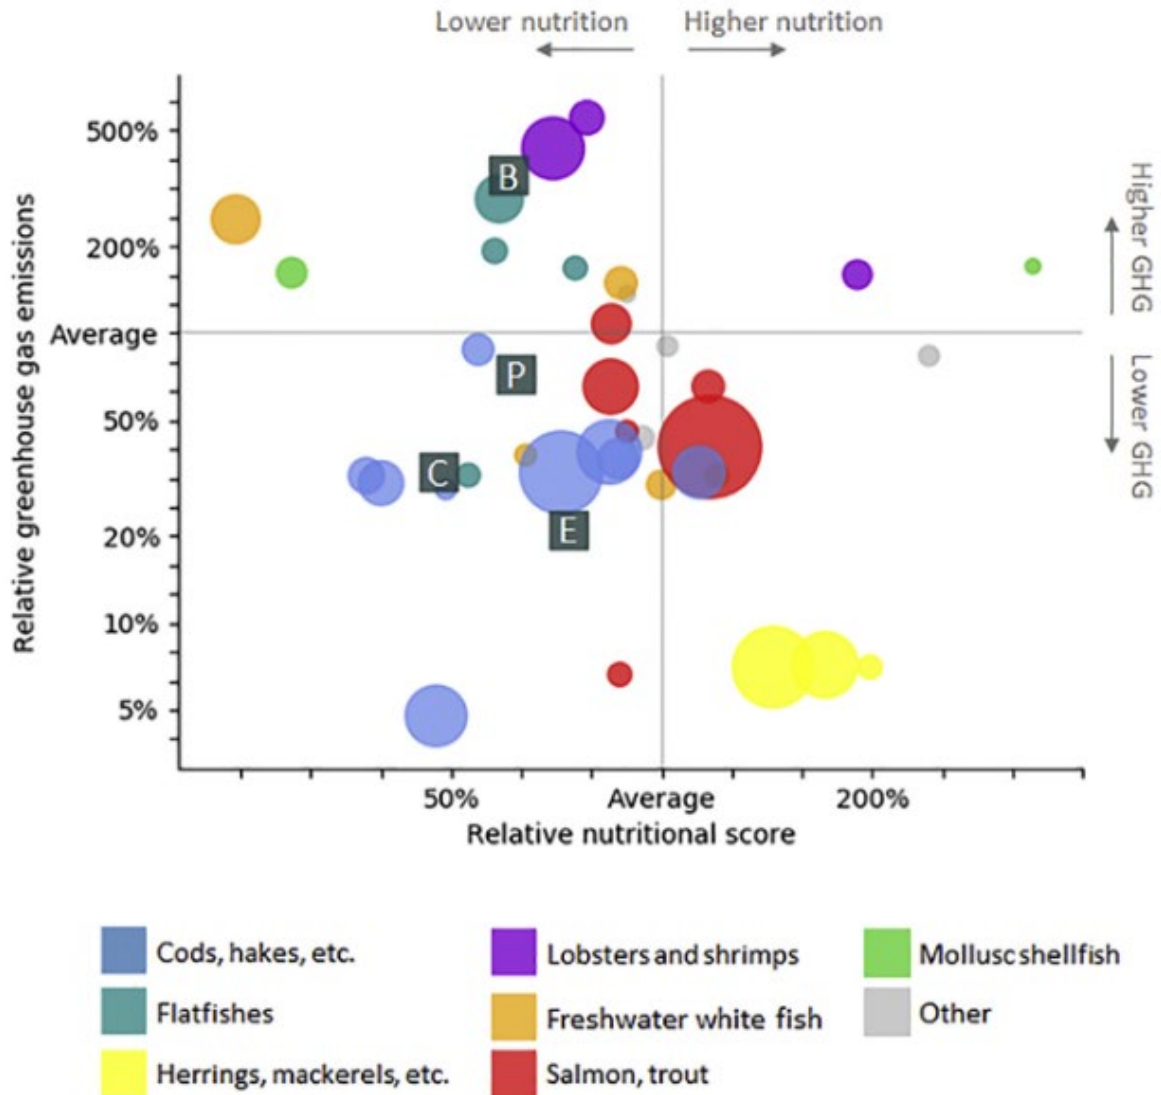 Lower nutrition
Higher nutrition
500%
200%
Average
50%
20%
10%
5%
Relative greenhouse gas emissions
B
P
C
E
Higher GHG
Lower GHG
50%
Average
200%
Relative nutritional score
Cods, hakes, etc.
Lobsters and shrimps
Mollusc shellfish
Flatfishes
Freshwater white fish
Other
Herrings, mackerels, etc.
Salmon, trout